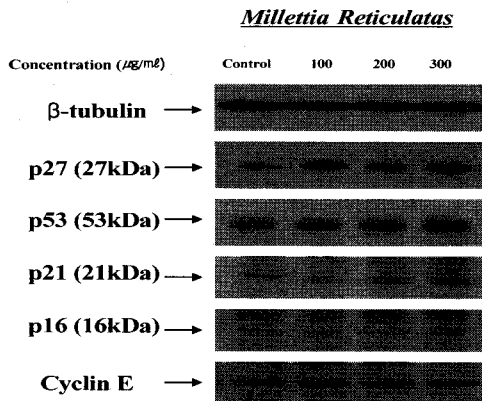 Millettia Reticulatas
Concentration (㎍/㎖) Control 100 200 300
β-tubulin
p27 (27kDa)
p53 (53kDa)
p21 (21kDa)
p16 (16kDa)
Cyclin E